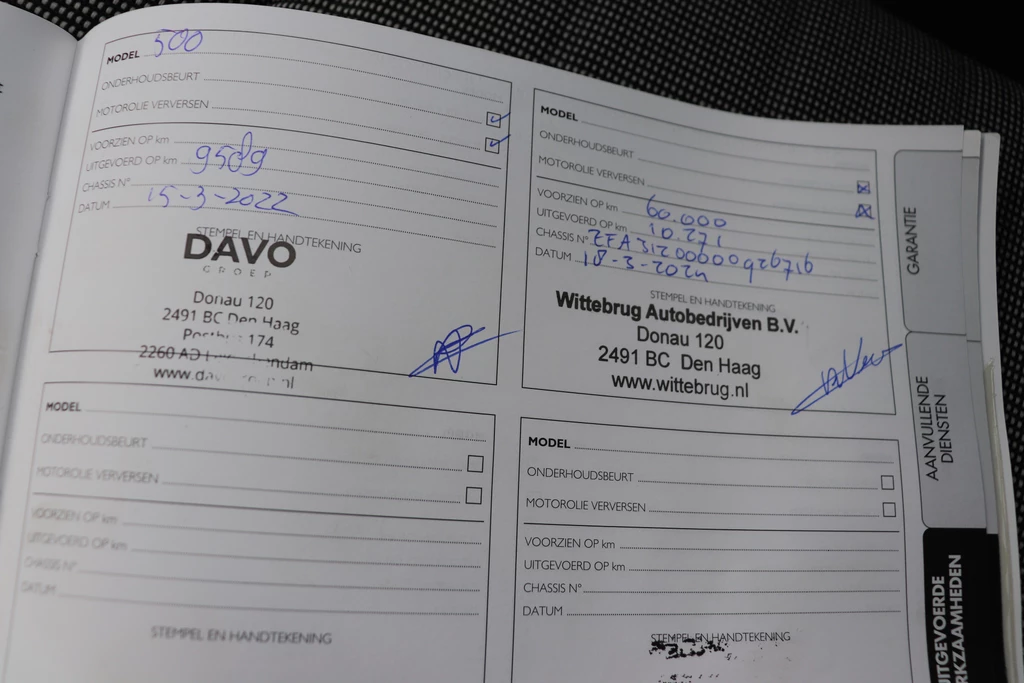 MODEL 500
ONDERHOUDSBEURT
MOTOROLIE VERVERSEN
VOORZIEN OP km
UITGEVOERD OP km 9589
CHASSIS N°
DATUM 15-3-2022
STEMPEL EN HANDTEKENING
DAVO
GROEP
Donau 120
2491 BC Den Haag
174
2260 AD
MODEL
ONDERHOUDSBEURT
MOTOROLIE VERVERSEN
VOORZIEN OP km 60.000
UITGEVOERD OP km 10.271
CHASSIS N° ZFA31200600926716
DATUM 18-3-2024
STEMPEL EN HANDTEKENING
Wittebrug Autobedrijven B.V.
Donau 120
2491 BC Den Haag
www.wittebrug.nl
MODEL
ONDERHOUDSBEURT
MOTOROLIE VERVERSEN
VOORZIEN OP km
UITGEVOERD OP km
CHASSIS N°
DATUM
STEMPEL EN HANDTEKENING
MODEL
ONDERHOUDSBEURT
MOTOROLIE VERVERSEN
VOORZIEN OP km
UITGEVOERD OP km
CHASSIS N°
DATUM
STEMPEL EN HANDTEKENING
GARANTIE
AANVULLENDE
DIENSTEN
UITGEVOERDE
RKZAAMHEDEN